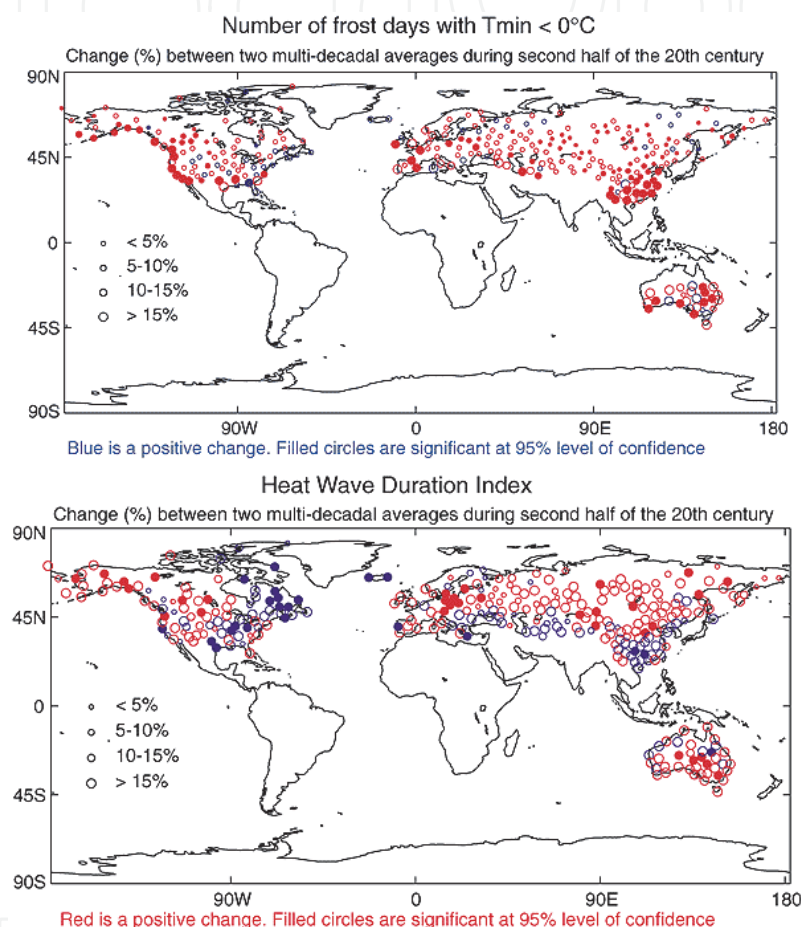 Number of frost days with Tmin < 0°C
Change (%) between two multi-decadal averages during second half of the 20th century
90N
45N
0
< 5%
5-10%
10-15%
> 15%
45S
90S
90W
0
90E
180
Blue is a positive change. Filled circles are significant at 95% level of confidence
Heat Wave Duration Index
Change (%) between two multi-decadal averages during second half of the 20th century
90N
45N
0
< 5%
5-10%
10-15%
> 15%
45S
90S
90W
0
90E
180
Red is a positive change. Filled circles are significant at 95% level of confidence